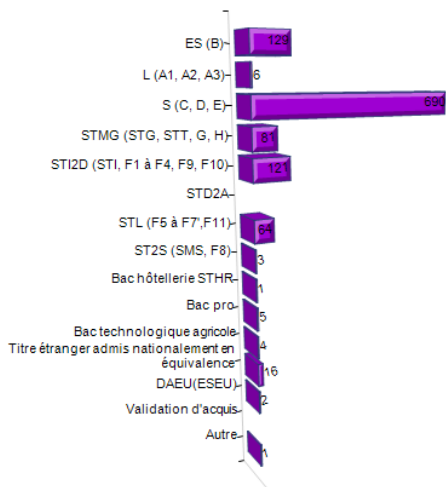 ES (B) 129
L (A1, A2, A3) 6
S (C, D, E) 690
STMG (STG, STT, G, H) 81
STI2D (STI, F1 à F4, F9, F10) 121
STD2A
STL (F5 à F7',F11) 64
ST2S (SMS, F8) 3
Bac hôtellerie STHR 1
Bac pro 5
Bac technologique agricole 4
Titre étranger admis nationalement en
équivalence 16
DAEU(ESEU) 2
Validation d'acquis
Autre 1